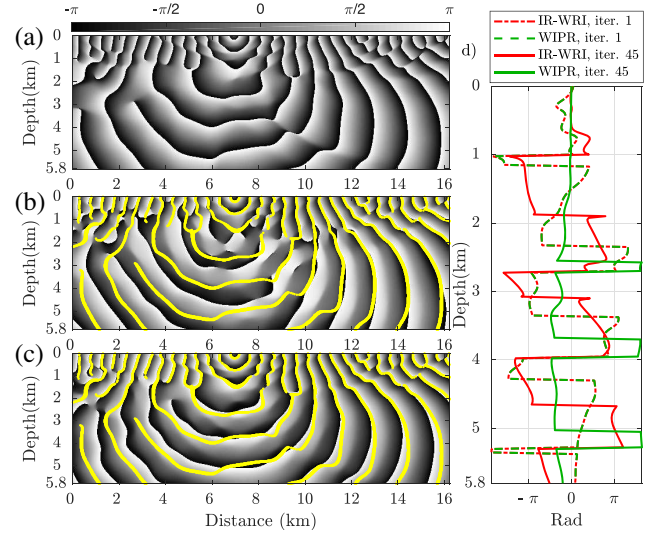 -π -π/2 0 π/2 π
(a)
0
1
2
3
4
5
5.8
Depth(km)
0 2 4 6 8 10 12 14 16
(b)
0
1
2
3
4
5
5.8
Depth(km)
0 2 4 6 8 10 12 14 16
(c)
0
1
2
3
4
5
5.8
Depth(km)
0 2 4 6 8 10 12 14 16
Distance (km)
d)
IR-WRI, iter. 1
WIPR, iter. 1
IR-WRI, iter. 45
WIPR, iter. 45
0
1
2
3
4
5
5.8
Depth(km)
- π 0 π
Rad